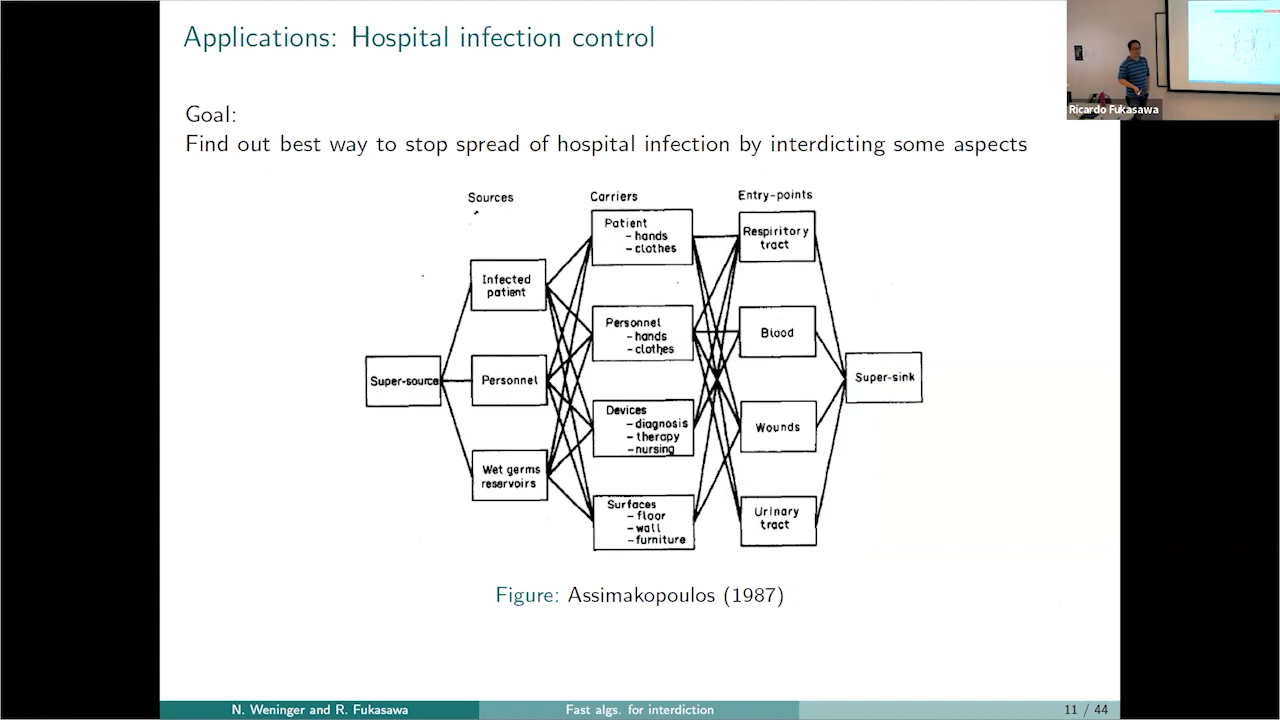 Applications: Hospital infection control
Ricardo Fukasawa
Goal:
Find out best way to stop spread of hospital infection by interdicting some aspects
Sources
Carriers
Entry-points
Patient
- hands
- clothes
Respiritory
tract
Infected
patient
Personnel
- hands
- clothes
Blood
Super-source
Personnel
Super-sink
Devices
- diagnosis
- therapy
- nursing
Wounds
Wet germs
reservoirs
Surfaces
- floor
- wall
- furniture
Urinary
tract
Figure: Assimakopoulos (1987)
N. Weninger and R. Fukasawa
Fast algs. for interdiction
11 / 44